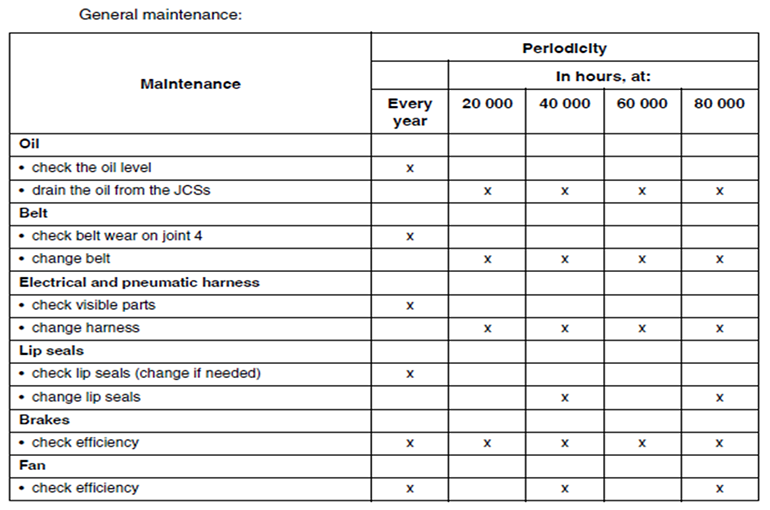 General maintenance:
Maintenance
Periodicity
In hours, at:
Every year
20 000
40 000
60 000
80 000
Oil
• check the oil level x
• drain the oil from the JCSs x x x x
Belt
• check belt wear on joint 4 x
• change belt x x x x
Electrical and pneumatic harness
• check visible parts x
• change harness x x x x
Lip seals
• check lip seals (change if needed) x
• change lip seals x x
Brakes
• check efficiency x x x x x
Fan
• check efficiency x x x